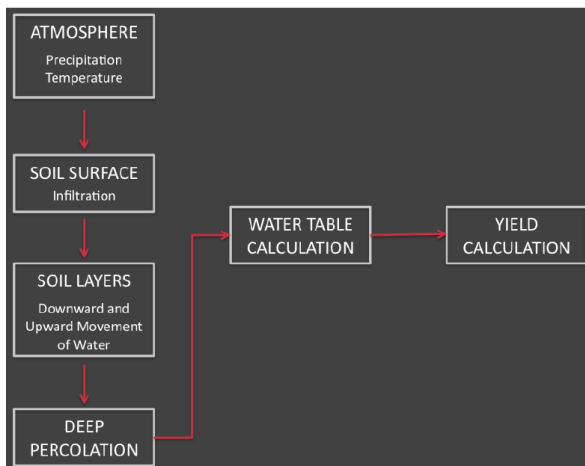 ATMOSPHERE
Precipitation
Temperature
SOIL SURFACE
Infiltration
SOIL LAYERS
Downward and
Upward Movement
of Water
DEEP
PERCOLATION
WATER TABLE
CALCULATION
YIELD
CALCULATION